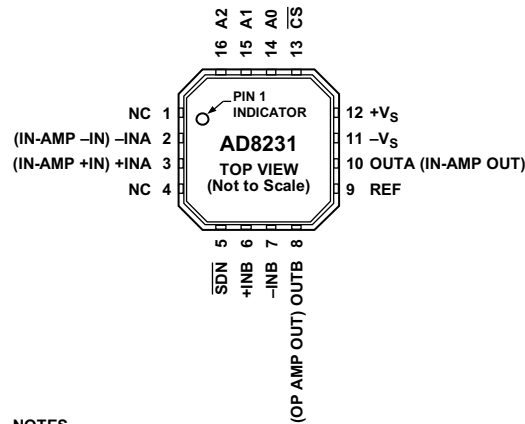 16 A2
15 A1
14 A0
13 CS
NC 1
(IN-AMP –IN) –INA 2
(IN-AMP +IN) +INA 3
NC 4
PIN 1
INDICATOR
AD8231
TOP VIEW
(Not to Scale)
12 +VS
11 –VS
10 OUTA (IN-AMP OUT)
9 REF
SDN 5
+INB 6
–INB 7
(OP AMP OUT) OUTB 8
NOTES